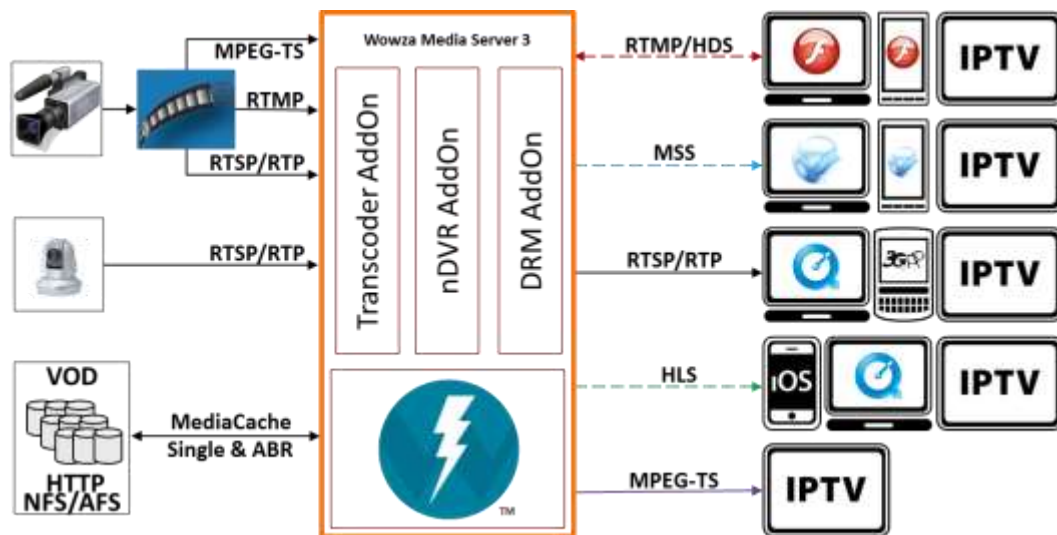 Wowza Media Server 3
MPEG-TS
RTMP
RTSP/RTP
RTSP/RTP
VOD
HTTP
NFS/AFS
MediaCache
Single & ABR
Transcoder AddOn
nDVR AddOn
DRM AddOn
TM
RTMP/HDS
IPTV
MSS
IPTV
RTSP/RTP
3GPP
IPTV
HLS
iOS
IPTV
MPEG-TS
IPTV